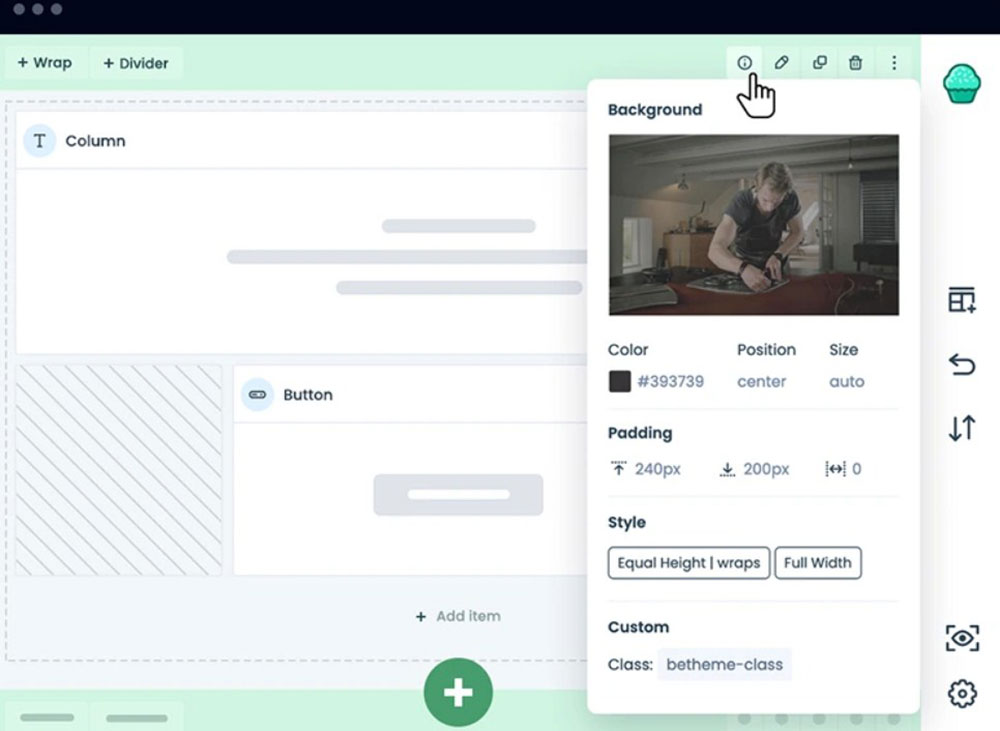 + Wrap
+ Divider
Background
T Column
Color Position Size
#393739 center auto
Button
Padding
240px 200px 0
Style
Equal Height | wraps Full Width
+ Add item
Custom
Class: betheme-class